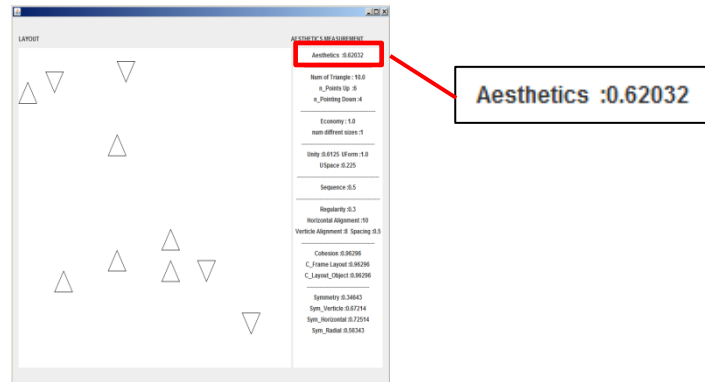 LAYOUT
AESTHETICS MEASUREMENT
Aesthetics :0.62032
Num of Triangle : 10.0
n_Points Up :6
n_Pointing Down :4
Economy : 1.0
num diffrent sizes :1
Unity :0.6125 UForm :1.0
USpace :0.225
Sequence :0.5
Regularity :0.3
Horizontal Alignment :10
Verticle Alignment :8 Spacing :0.5
Cohesion :0.96296
C_Frame Layout :0.96296
C_Layout_Object :0.96296
Symmetry :0.34643
Sym_Verticle :0.67214
Sym_Horizontal :0.72514
Sym_Radial :0.58343
Aesthetics :0.62032